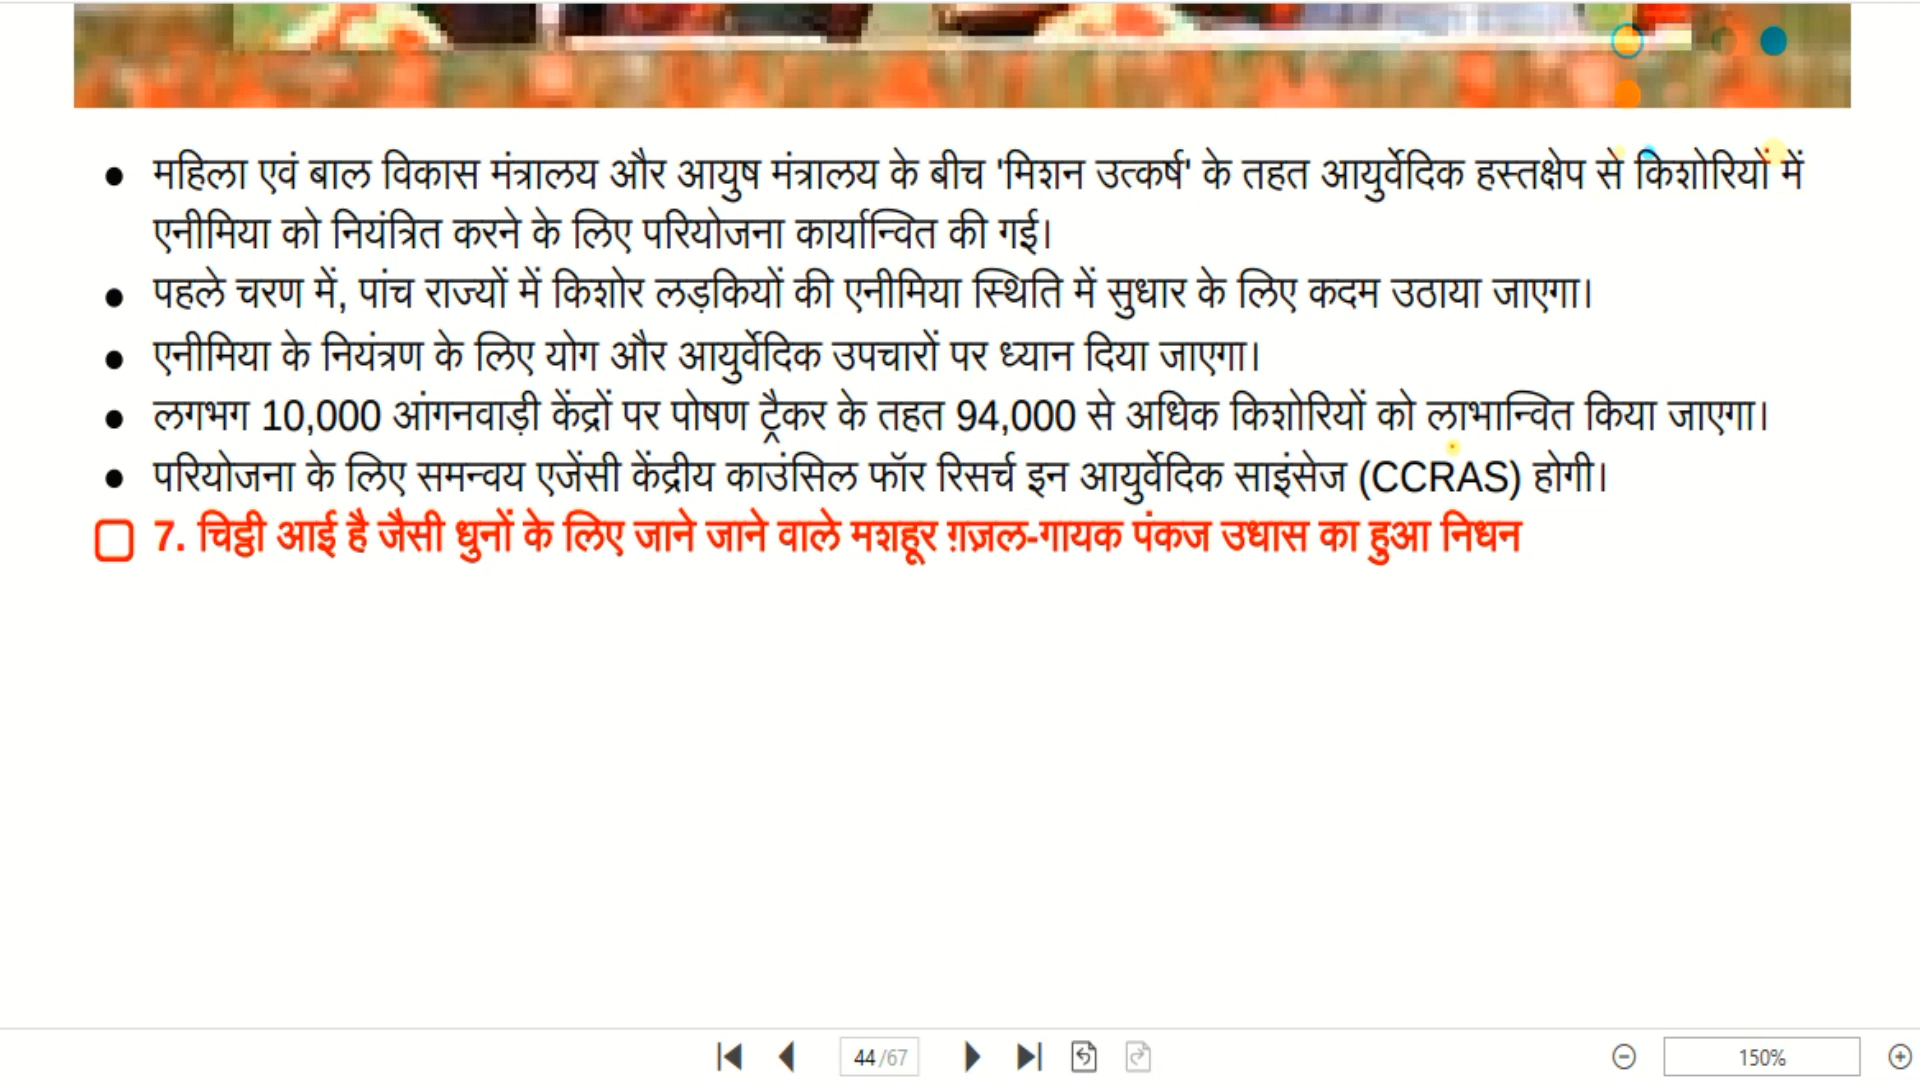 ● महिला एवं बाल विकास मंत्रालय और आयुष मंत्रालय के बीच 'मिशन उत्कर्ष' के तहत आयुर्वेदिक हस्तक्षेप से किशोरियों में
एनीमिया को नियंत्रित करने के लिए परियोजना कार्यान्वित की गई।
● पहले चरण में, पांच राज्यों में किशोर लड़कियों की एनीमिया स्थिति में सुधार के लिए कदम उठाया जाएगा।
● एनीमिया के नियंत्रण के लिए योग और आयुर्वेदिक उपचारों पर ध्यान दिया जाएगा।
● लगभग 10,000 आंगनवाड़ी केंद्रों पर पोषण ट्रैकर के तहत 94,000 से अधिक किशोरियों को लाभान्वित किया जाएगा।
● परियोजना के लिए समन्वय एजेंसी केंद्रीय काउंसिल फॉर रिसर्च इन आयुर्वेदिक साइंसेज (CCRAS) होगी।
7. चिट्ठी आई है जैसी धुनों के लिए जाने जाने वाले मशहूर ग़ज़ल-गायक पंकज उधास का हुआ निधन
44 /67 150%